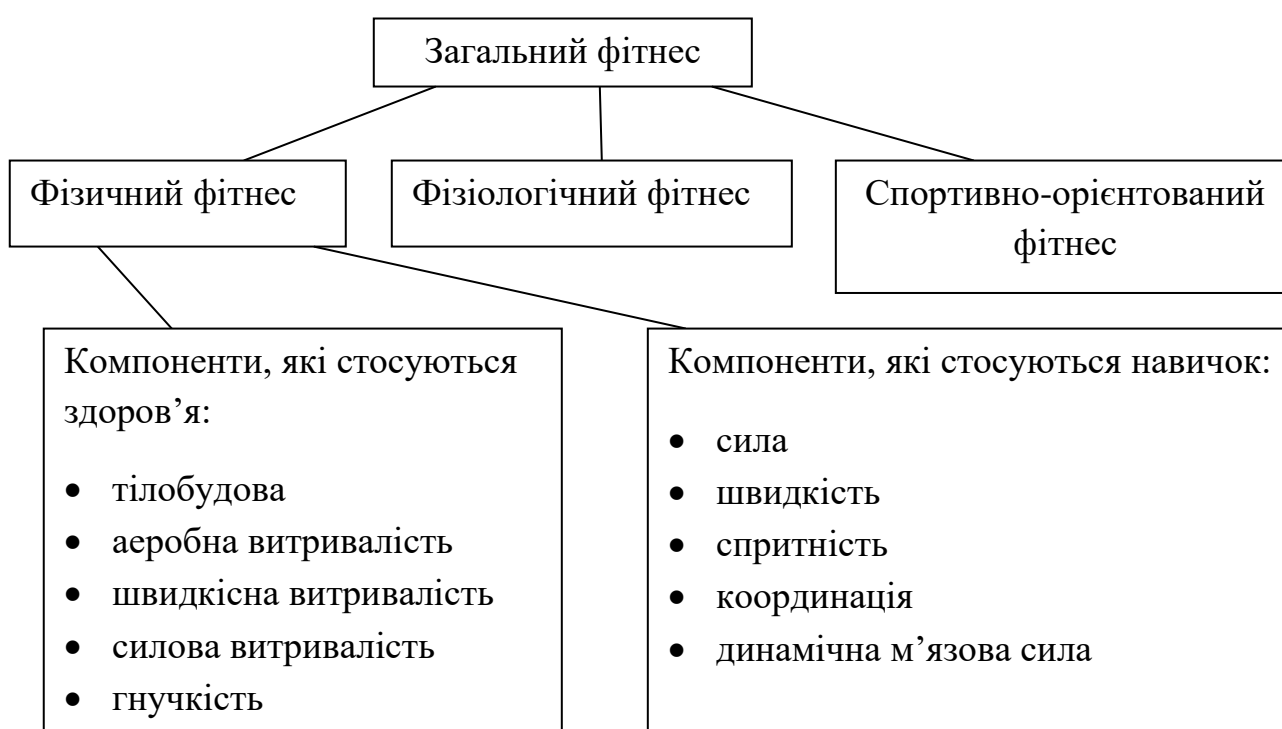 Загальний фітнес
Фізичний фітнес
Фізіологічний фітнес
Спортивно-орієнтований
фітнес
Компоненти, які стосуються
здоров’я:
• тілобудова
• аеробна витривалість
• швидкісна витривалість
• силова витривалість
• гнучкість
Компоненти, які стосуються навичок:
• сила
• швидкість
• спритність
• координація
• динамічна м’язова сила